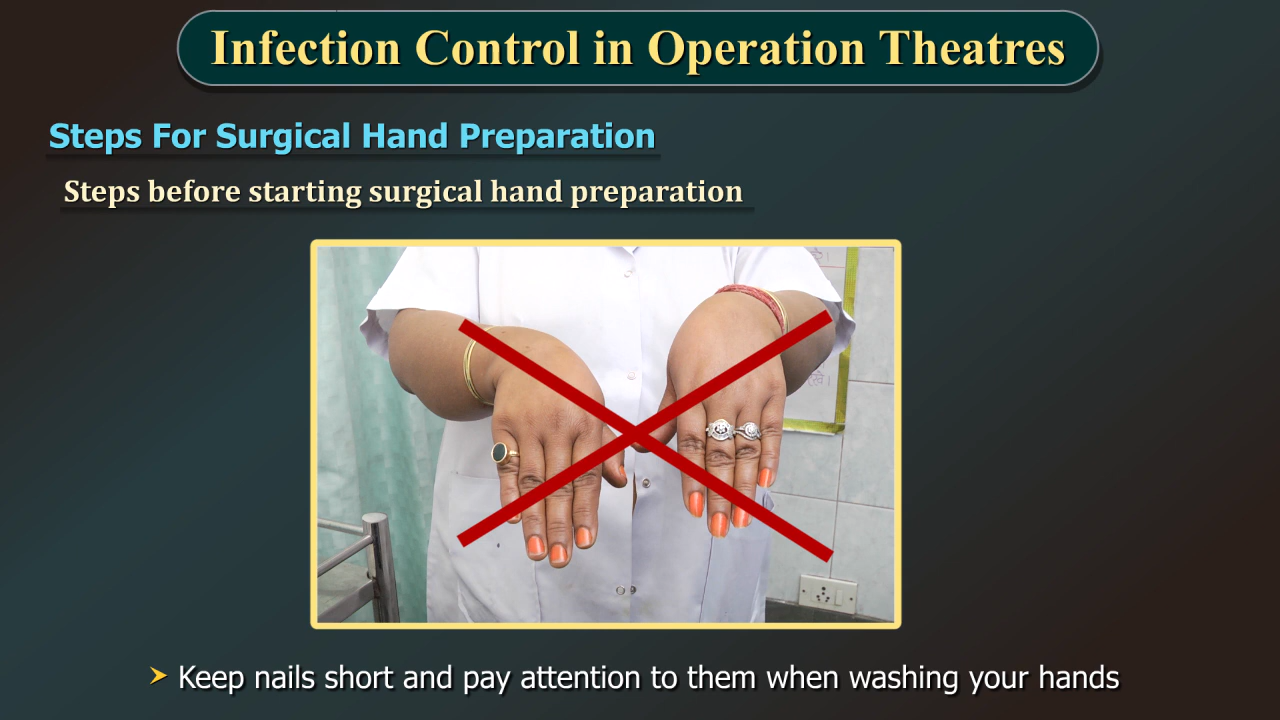 Infection Control in Operation Theatres
Steps For Surgical Hand Preparation
Steps before starting surgical hand preparation
Keep nails short and pay attention to them when washing your hands